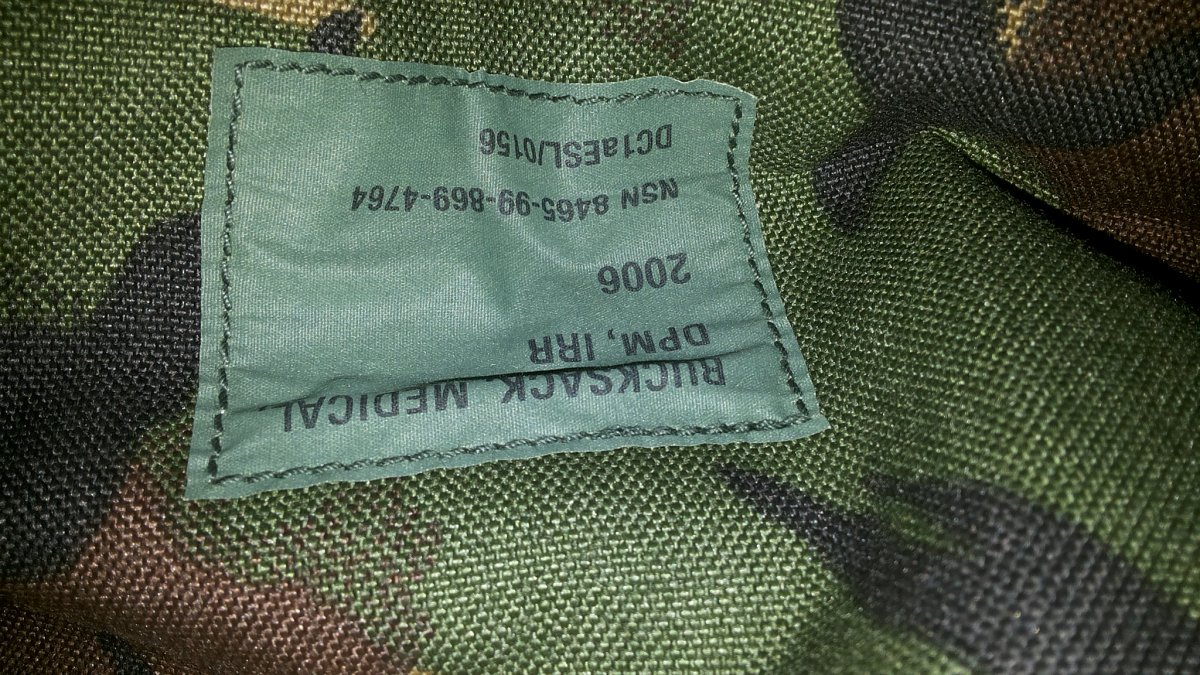 RUCKSACK, MEDICAL,
DPM, IRR
2006
NSN 8465-99-869-4764
DC1aESL/0156